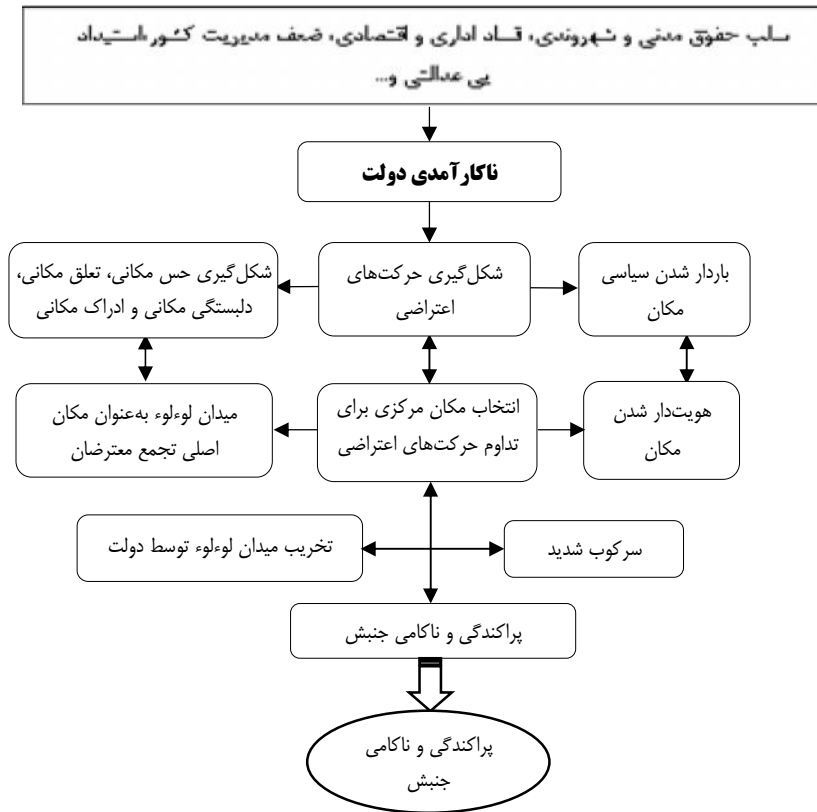 سلب حقوق مدنی و شهروندی، فساد اداری و اقتصادی، ضعف مدیریت کشور، استبداد
بی عدالتی و...
ناکارآمدی دولت
باردار شدن سیاسی
مکان
شکل‌گیری حرکت‌های
اعتراضی
شکل‌گیری حس مکانی، تعلق مکانی،
دلبستگی مکانی و ادراک مکانی
هویت‌دار شدن
مکان
انتخاب مکان مرکزی برای
تداوم حرکت‌های اعتراضی
میدان لوءلوء به‌عنوان مکان
اصلی تجمع معترضان
سرکوب شدید
تخریب میدان لوءلوء توسط دولت
پراکندگی و ناکامی جنبش
پراکندگی و ناکامی
جنبش